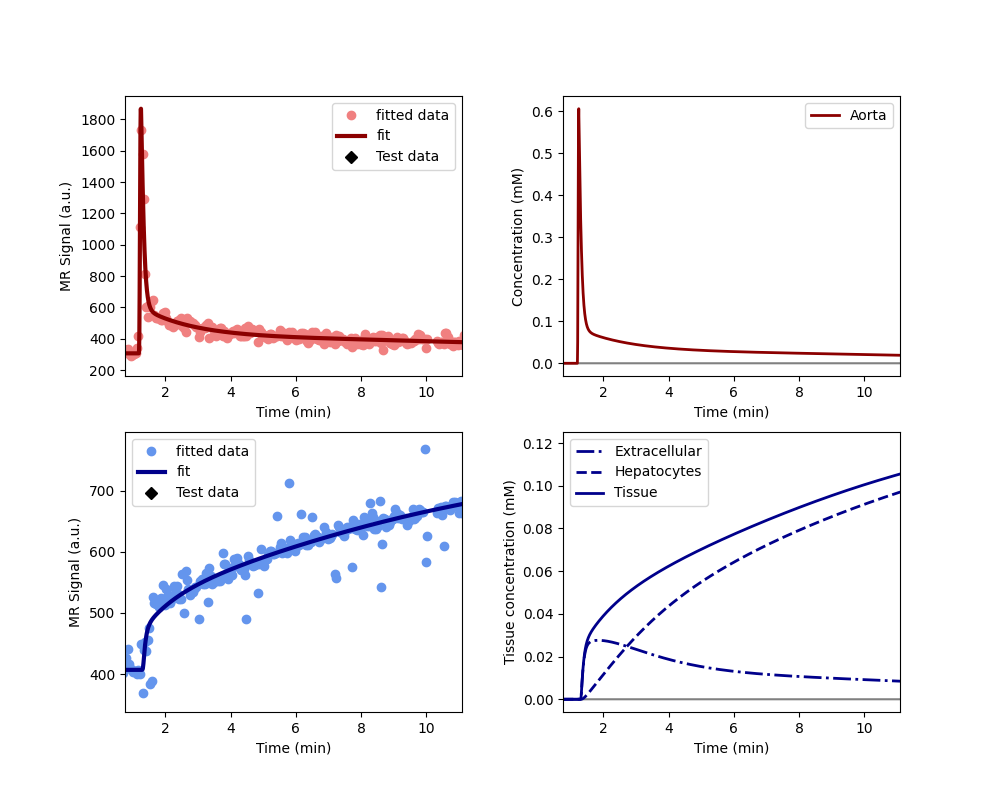 MR Signal (a.u.)
1800
1600
1400
1200
1000
800
600
400
200
fitted data
fit
Test data
2 4 6 8 10
Time (min)
Concentration (mM)
0.6
0.5
0.4
0.3
0.2
0.1
0.0
Aorta
2 4 6 8 10
Time (min)
MR Signal (a.u.)
700
600
500
400
fitted data
fit
Test data
2 4 6 8 10
Time (min)
Tissue concentration (mM)
0.12
0.10
0.08
0.06
0.04
0.02
0.00
Extracellular
Hepatocytes
Tissue
2 4 6 8 10
Time (min)